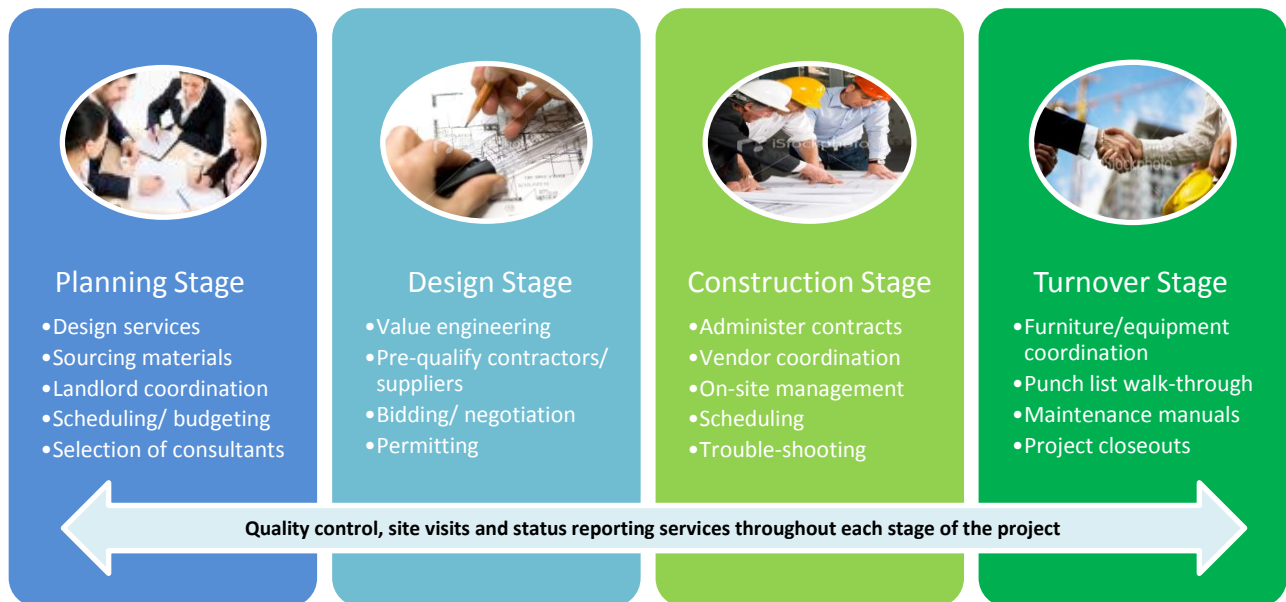 Planning Stage
•Design services
•Sourcing materials
•Landlord coordination
•Scheduling/ budgeting
•Selection of consultants
Design Stage
•Value engineering
•Pre-qualify contractors/
suppliers
•Bidding/ negotiation
•Permitting
iStockphoto
Construction Stage
•Administer contracts
•Vendor coordination
•On-site management
•Scheduling
•Trouble-shooting
Turnover Stage
•Furniture/equipment
coordination
•Punch list walk-through
•Maintenance manuals
•Project closeouts
Quality control, site visits and status reporting services throughout each stage of the project